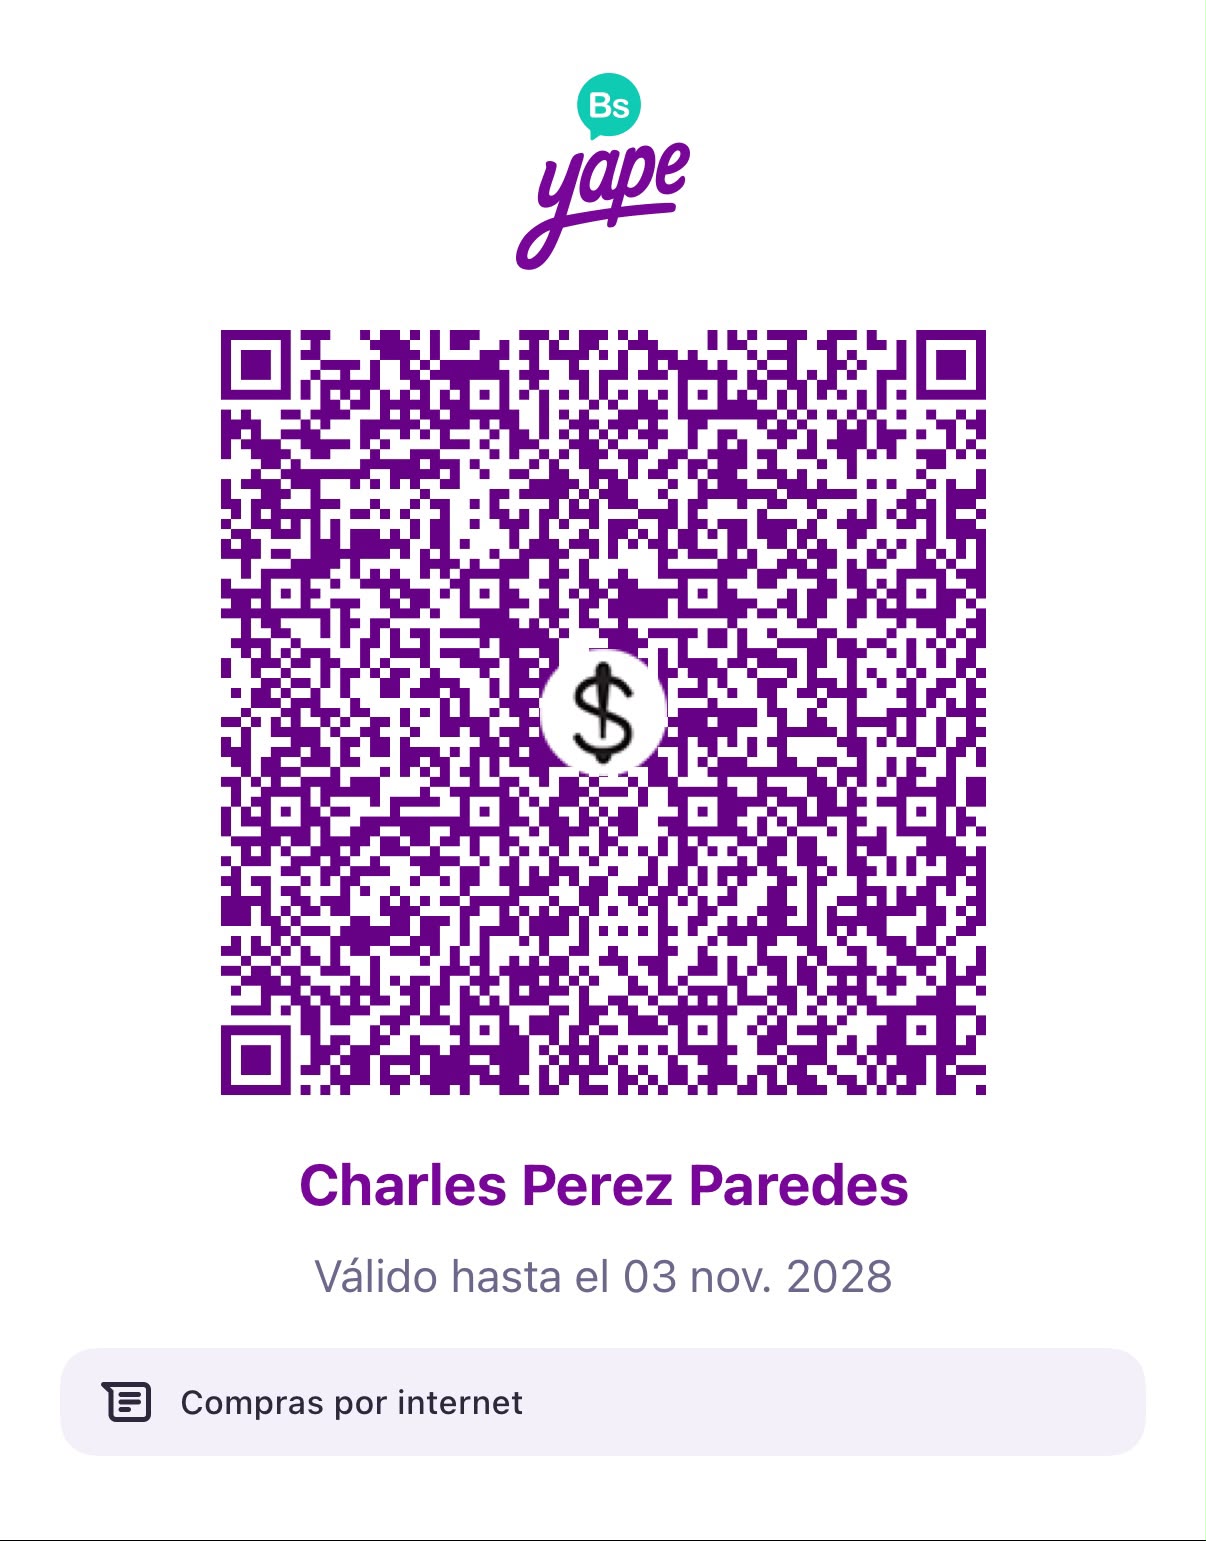 Bs
yape
$
Charles Perez Paredes
Válido hasta el 03 nov. 2028
Compras por internet